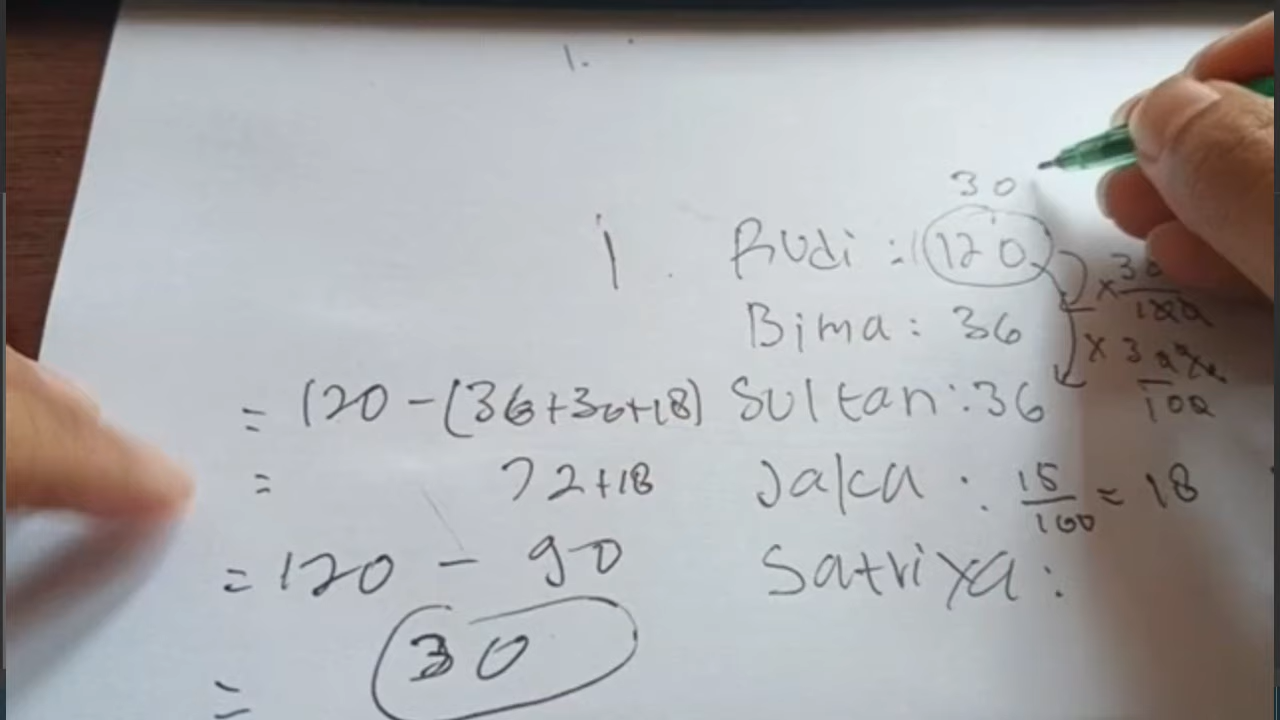 1.
30
1. Rudi : 120
× 30/100
Bima : 36
× 30
100
= 120 - (36+36+18) Sultan : 36
= 72+18 Jaka : 15/100 = 18
= 120 - 90 Satriya :
= 30